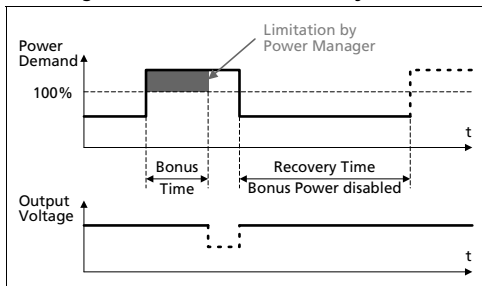 Limitation by
Power Manager
Power
Demand
100%
t
Bonus
Time
Recovery Time
Bonus Power disabled
Output
Voltage
t